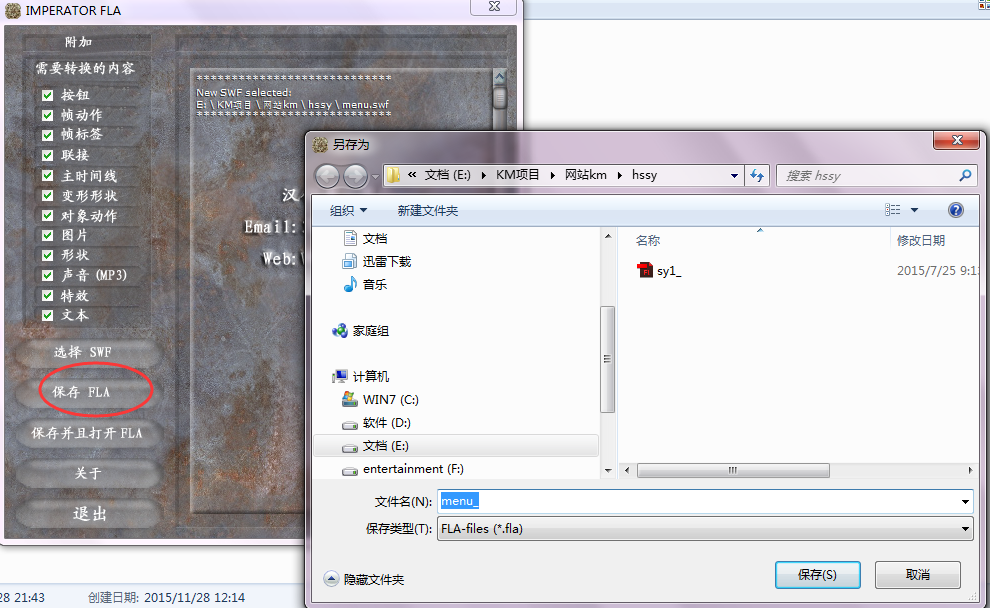 IMPERATOR FLA
附加
需要转换的内容
按钮
帧动作
帧标签
联接
主时间线
变形形状
对象动作
图片
形状
声音 (MP3)
特效
文本
选择 SWF
保存 FLA
保存并且打开 FLA
关于
退出
****************************
New SWF selected:
E: \ KM项目 \ 网站km \ hssy \ menu.swf
****************************
Email:
Web:\
另存为
« 文档 (E:) ▸ KM项目 ▸ 网站km ▸ hssy
搜索 hssy
组织 新建文件夹
文档
迅雷下载
音乐
家庭组
计算机
WIN7 (C:)
软件 (D:)
文档 (E:)
entertainment (F:)
名称 修改日期
sy1_ 2015/7/25 9:1
文件名(N): menu_
保存类型(T): FLA-files (*.fla)
隐藏文件夹
保存(S) 取消
28 21:43 创建日期: 2015/11/28 12:14